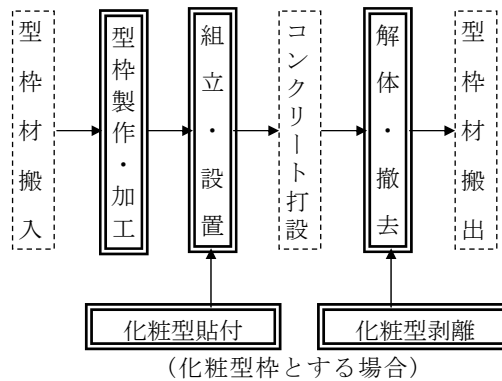 型枠材搬入
型枠製作・加工
組立・設置
コンクリート打設
解体・撤去
型枠材搬出
化粧型貼付
化粧型剥離
(化粧型枠とする場合)